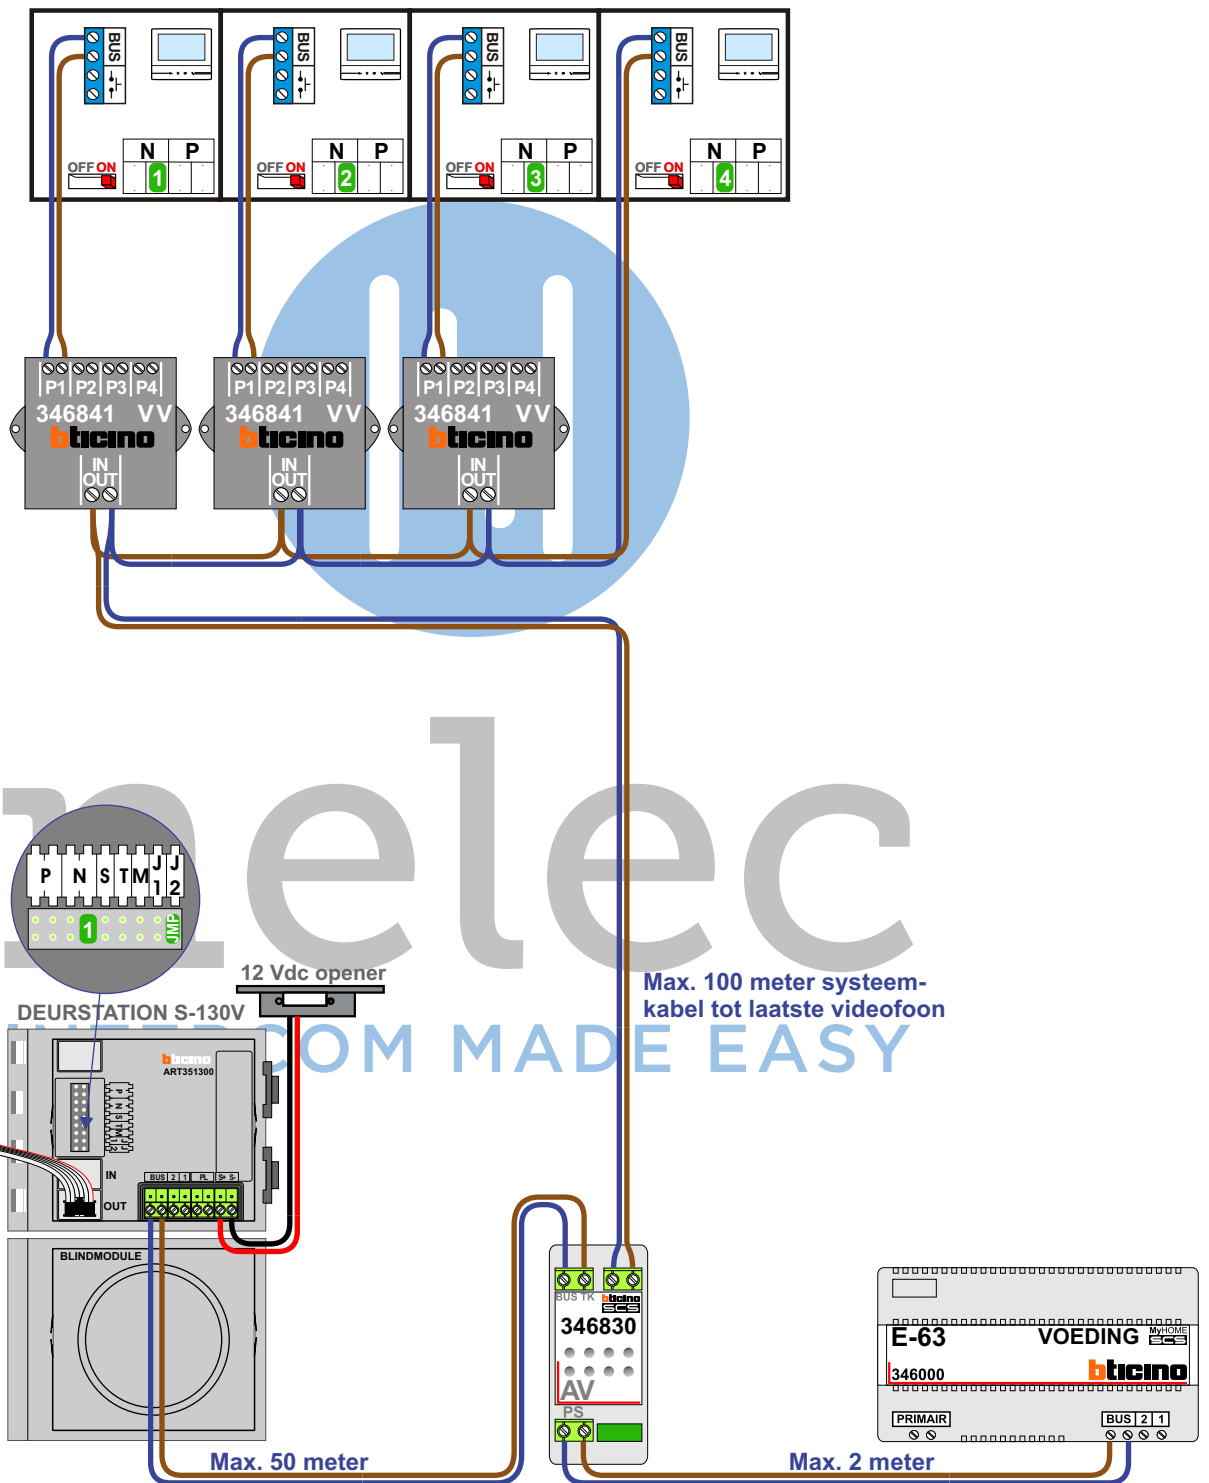 BUS BUS BUS BUS
N P N P N P N P
OFF ON OFF ON OFF ON OFF ON
1 2 3 4
P1 P2 P3 P4 P1 P2 P3 P4 P1 P2 P3 P4
346841 VV 346841 VV 346841 VV
bticino bticino bticino
IN IN IN
OUT OUT OUT
nelec
INTERCOM MADE EASY
P N S T M J1 J2
1 JMP
12 Vdc opener
Max. 100 meter systeem-
kabel tot laatste videofoon
DEURSTATION S-130V
bticino
ART351300
P N S T M J1 J2
IN
OUT
BUS 2 1 PL S+ S-
BLINDMODULE
BUS TK bticino
SCS
346830
AV
PS
E-63 VOEDING MyHOME
SCS
346000 bticino
PRIMAIR BUS 2 1
Max. 50 meter
Max. 2 meter